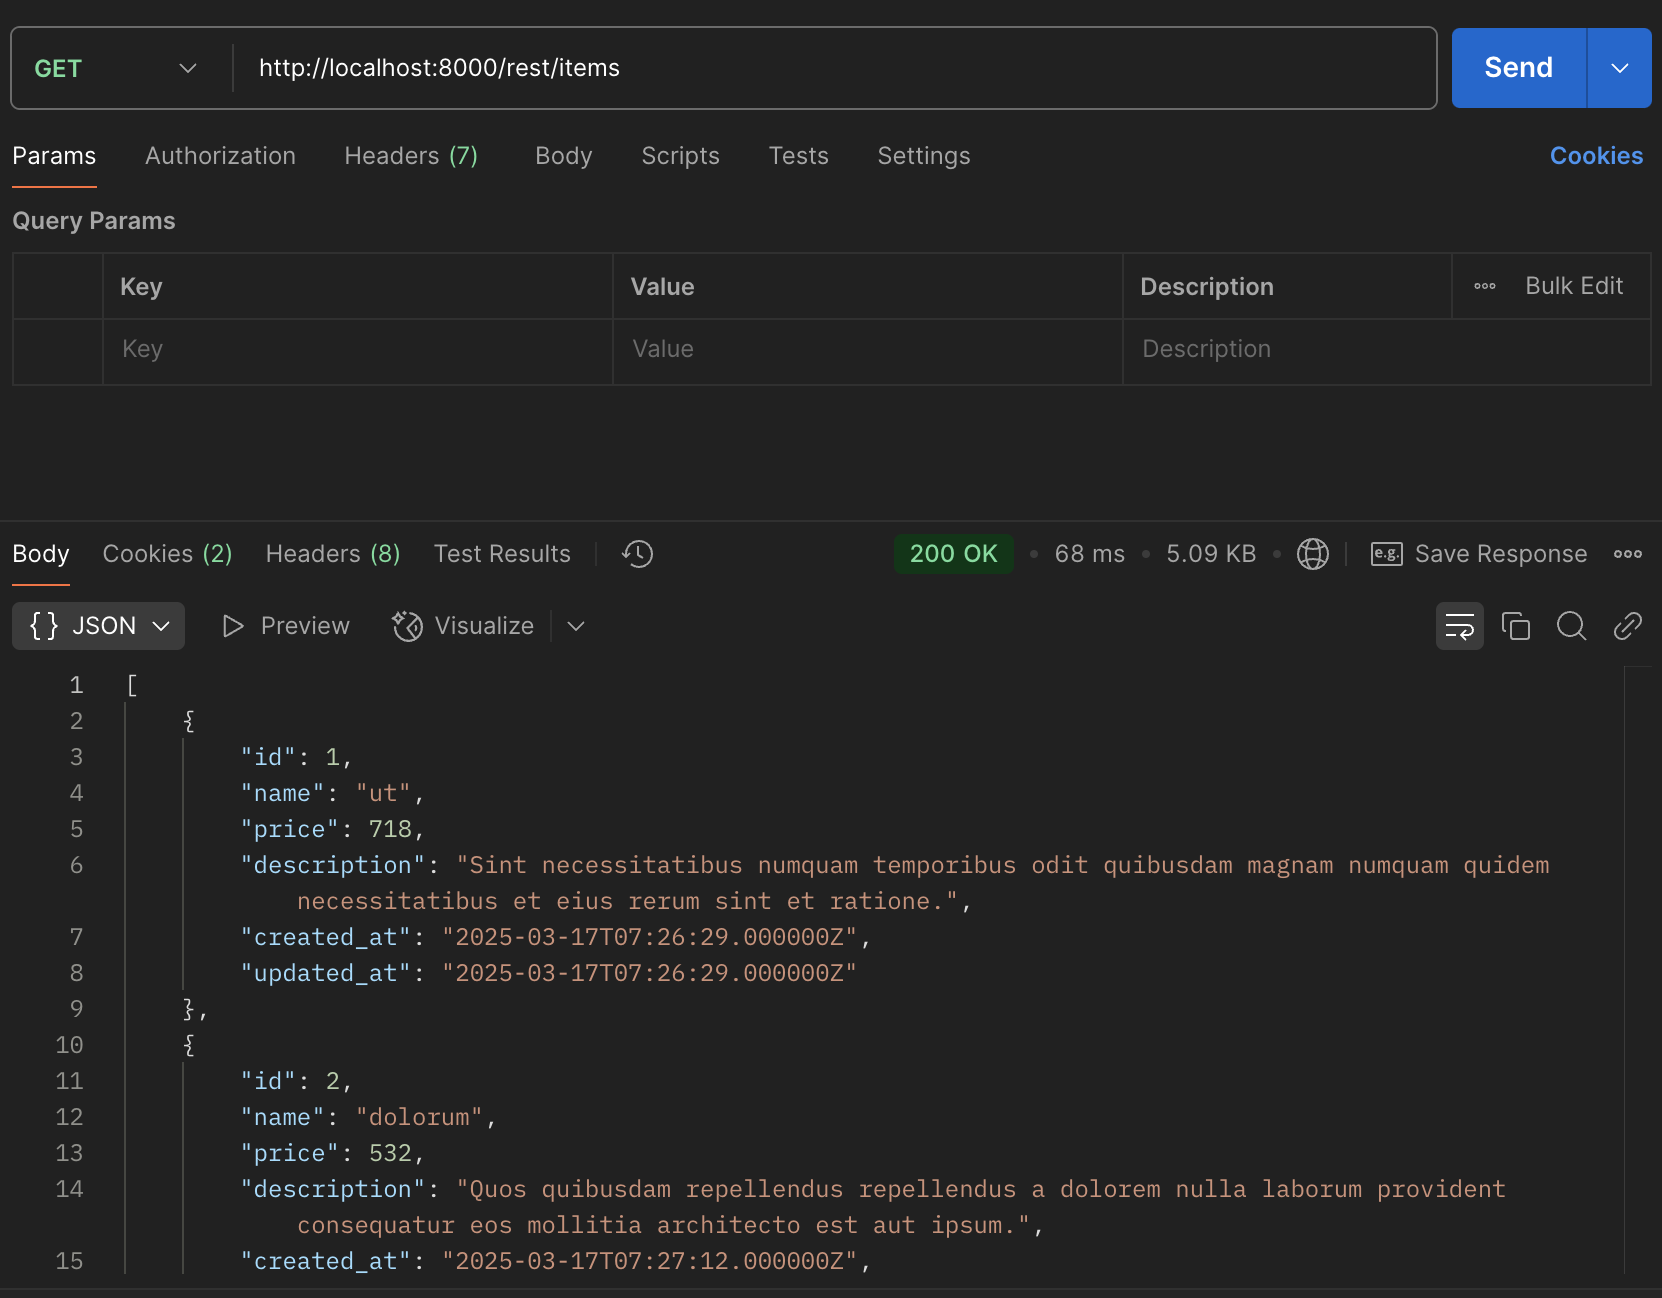 GET http://localhost:8000/rest/items Send
Params Authorization Headers (7) Body Scripts Tests Settings Cookies
Query Params
Key Value Description Bulk Edit
Key Value Description
Body Cookies (2) Headers (8) Test Results 200 OK 68 ms 5.09 KB e.g. Save Response
{ } JSON Preview Visualize
1 [
2 {
3 "id": 1,
4 "name": "ut",
5 "price": 718,
6 "description": "Sint necessitatibus numquam temporibus odit quibusdam magnam numquam quidem
necessitatibus et eius rerum sint et ratione.",
7 "created_at": "2025-03-17T07:26:29.000000Z",
8 "updated_at": "2025-03-17T07:26:29.000000Z"
9 },
10 {
11 "id": 2,
12 "name": "dolorum",
13 "price": 532,
14 "description": "Quos quibusdam repellendus repellendus a dolorem nulla laborum provident
consequatur eos mollitia architecto est aut ipsum.",
15 "created_at": "2025-03-17T07:27:12.000000Z",